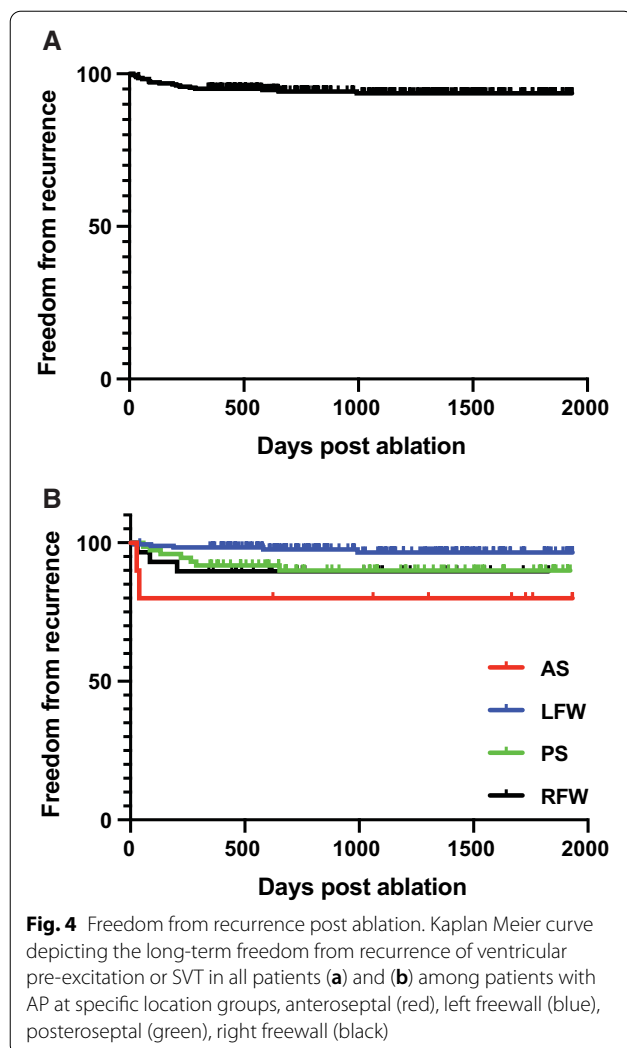 A
Freedom from recurrence
100
50
0
0 500 1000 1500 2000
Days post ablation
B
Freedom from recurrence
100
50
0
AS
LFW
PS
RFW
0 500 1000 1500 2000
Days post ablation
Fig. 4 Freedom from recurrence post ablation. Kaplan Meier curve
depicting the long-term freedom from recurrence of ventricular
pre-excitation or SVT in all patients (a) and (b) among patients with
AP at specific location groups, anteroseptal (red), left freewall (blue),
posteroseptal (green), right freewall (black)